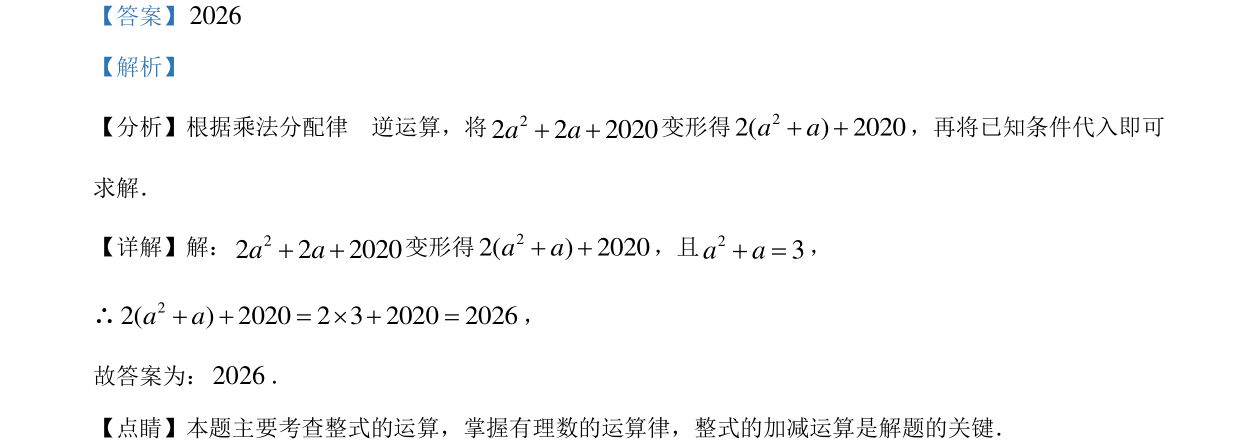 【答案】2026
【解析】
【分析】根据乘法分配律 逆运算，将2a²+2a+2020变形得2(a²+a)+2020，再将已知条件代入即可
求解．
【详解】解：2a²+2a+2020变形得2(a²+a)+2020，且a²+a=3，
∴2(a²+a)+2020=2×3+2020=2026，
故答案为：2026．
【点睛】本题主要考查整式的运算，掌握有理数的运算律，整式的加减运算是解题的关键．